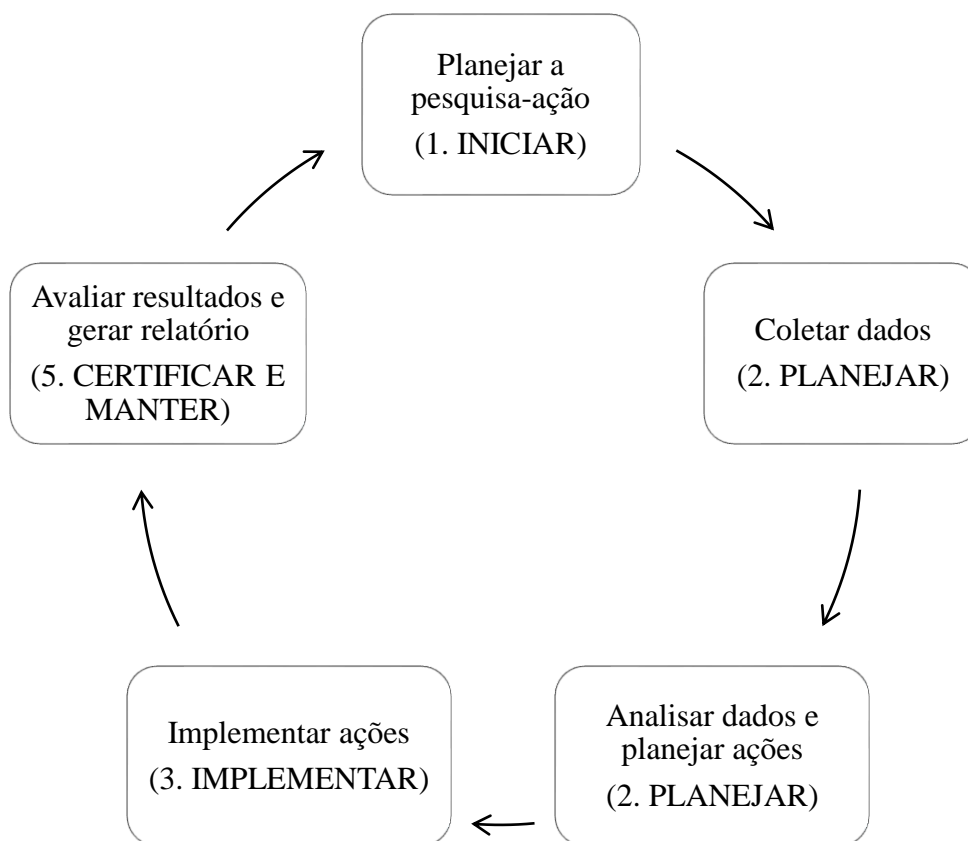 Planejar a
pesquisa-ação
(1. INICIAR)
Coletar dados
(2. PLANEJAR)
Analisar dados e
planejar ações
(2. PLANEJAR)
Implementar ações
(3. IMPLEMENTAR)
Avaliar resultados e
gerar relatório
(5. CERTIFICAR E
MANTER)